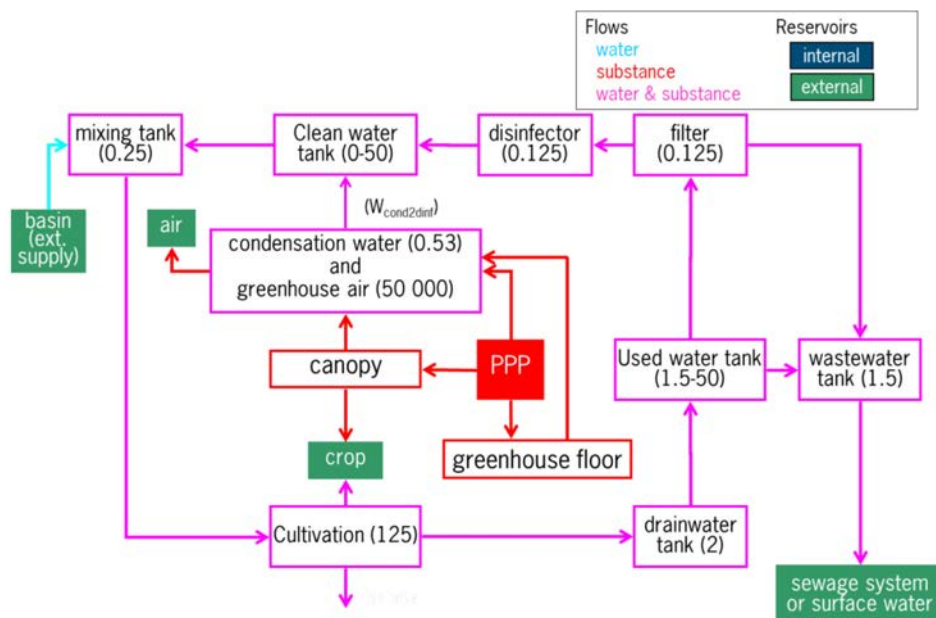 Flows
water
substance
water & substance
Reservoirs
internal
external
mixing tank
(0.25)
Clean water
tank (0-50)
disinfector
(0.125)
filter
(0.125)
basin
(ext.
supply)
air
(Wcond2dinf)
condensation water (0.53)
and
greenhouse air (50 000)
canopy
PPP
Used water tank
(1.5-50)
wastewater
tank (1.5)
crop
greenhouse floor
Cultivation (125)
drainwater
tank (2)
sewage system
or surface water